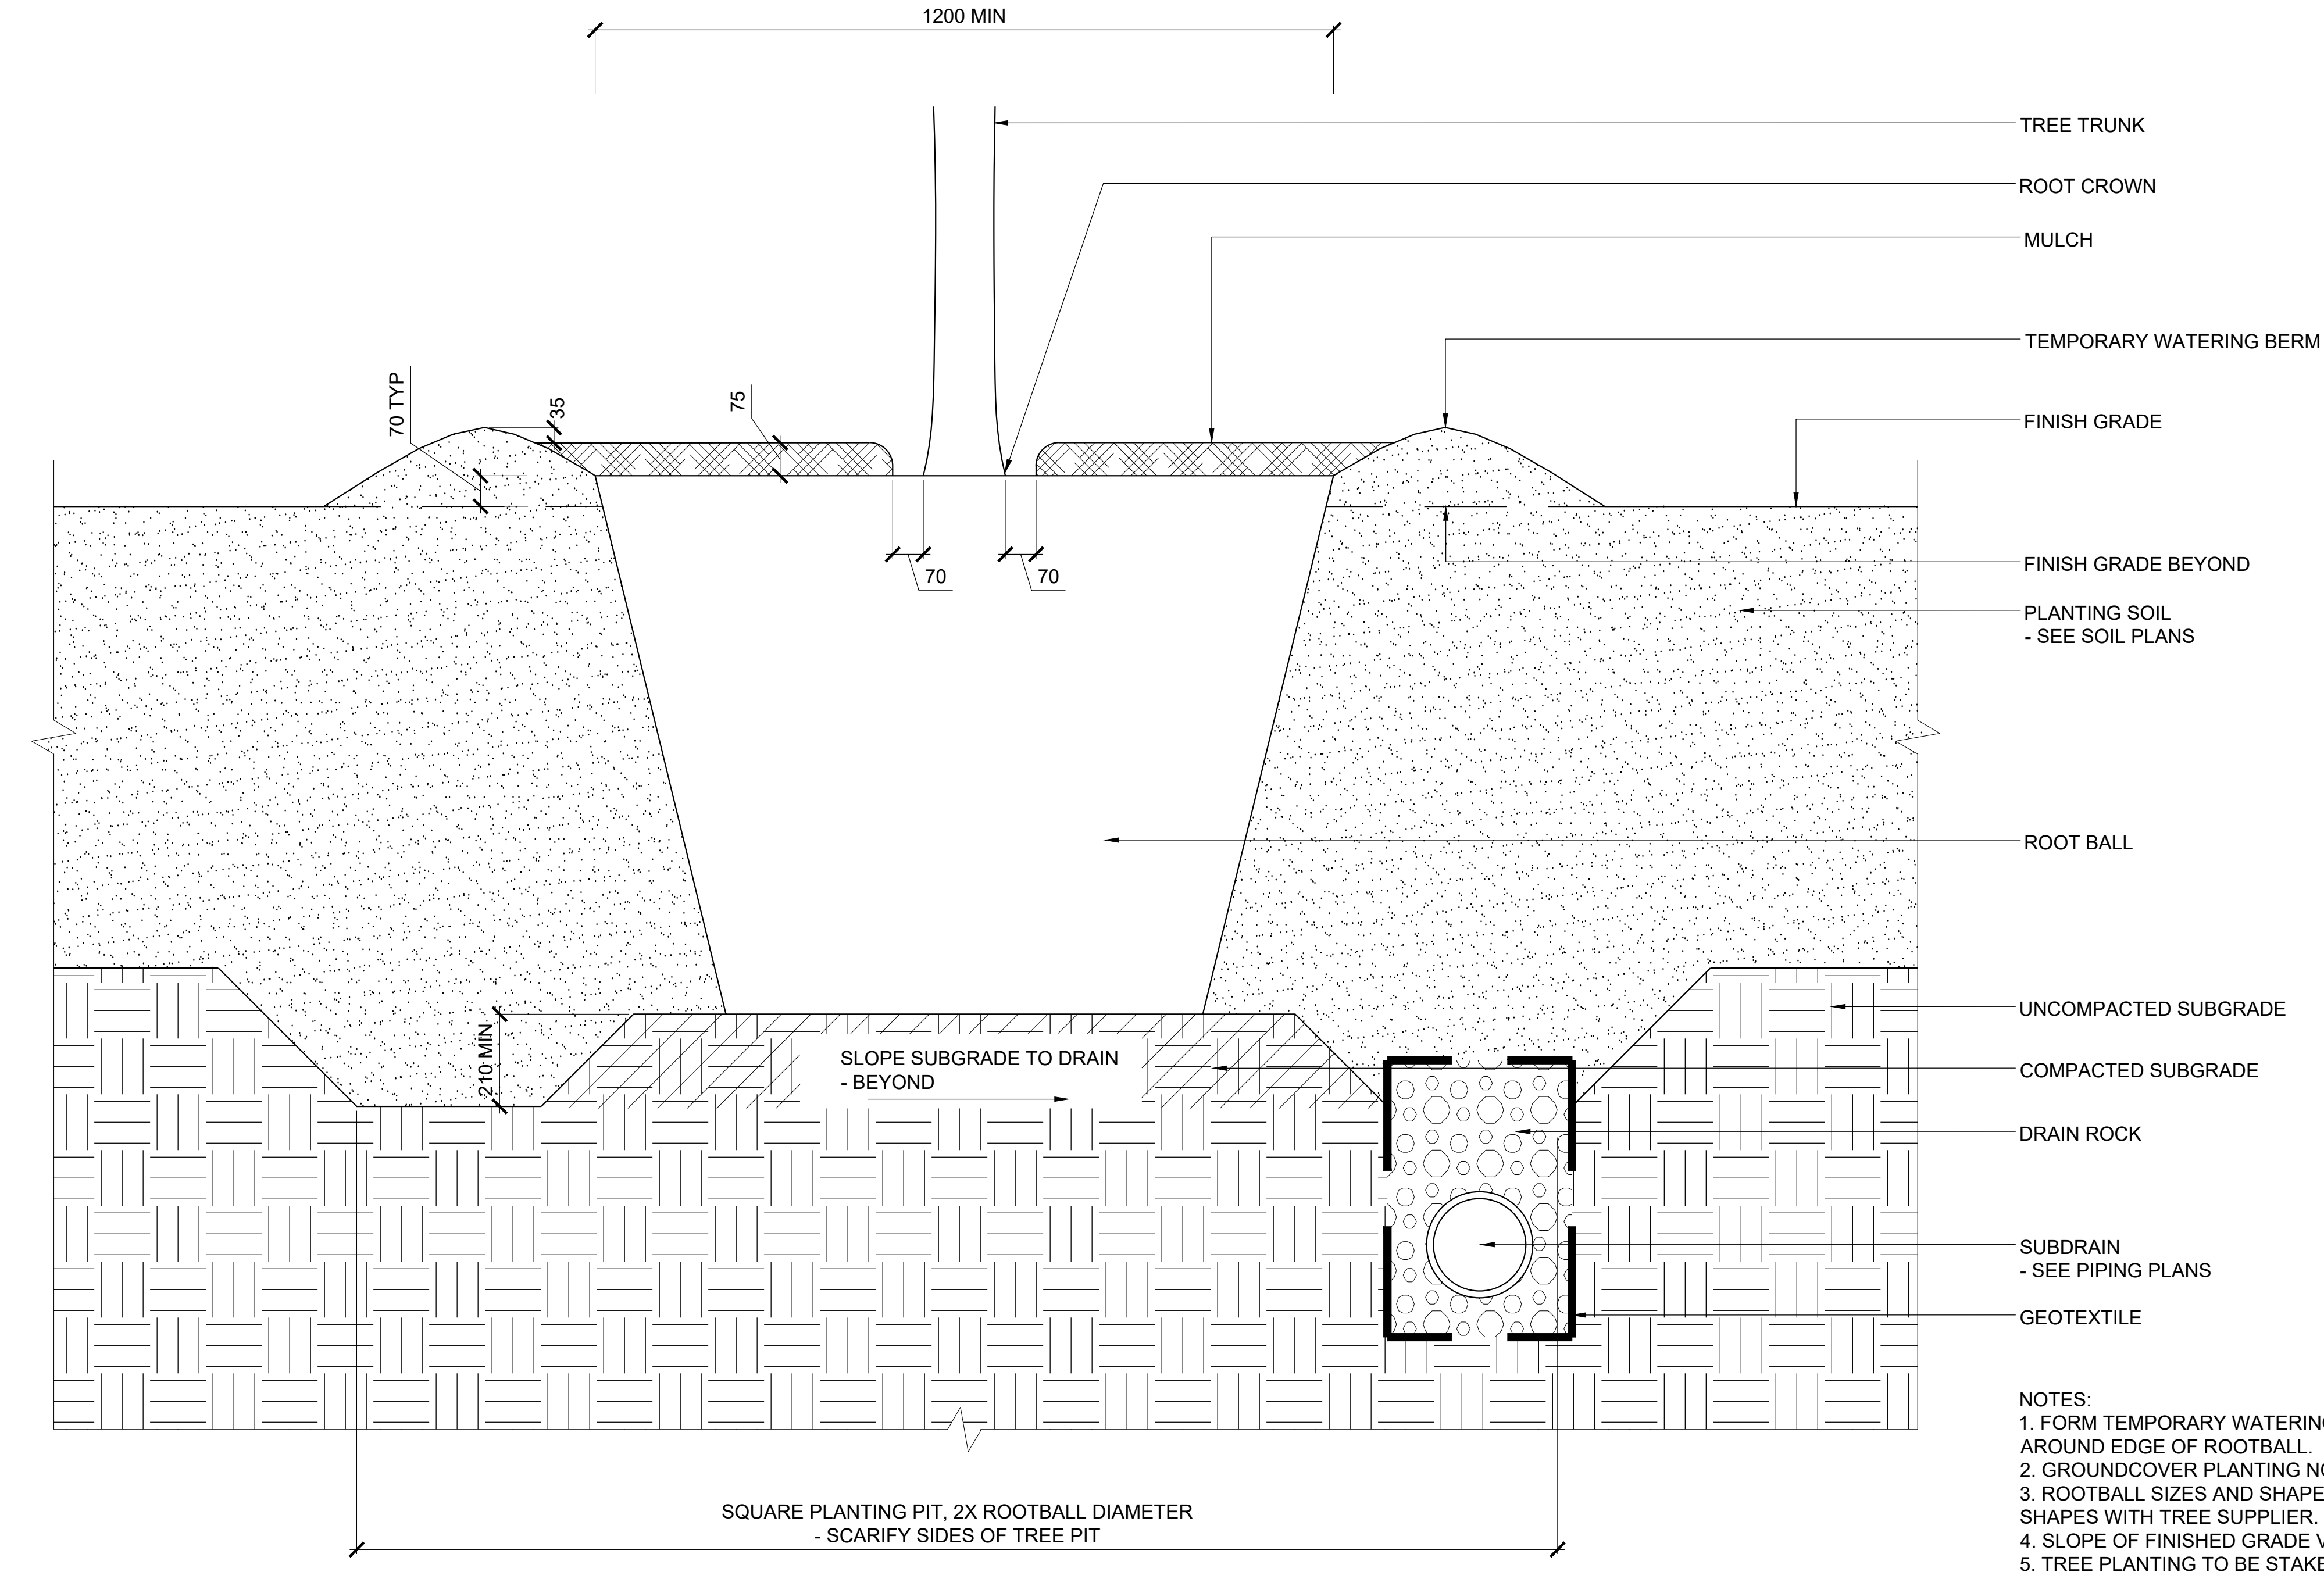 1200 MIN
TREE TRUNK
ROOT CROWN
MULCH
TEMPORARY WATERING BERM
70 TYP
35
75
FINISH GRADE
70
70
FINISH GRADE BEYOND
PLANTING SOIL
- SEE SOIL PLANS
ROOT BALL
210 MIN
UNCOMPACTED SUBGRADE
SLOPE SUBGRADE TO DRAIN
- BEYOND
COMPACTED SUBGRADE
DRAIN ROCK
SUBDRAIN
- SEE PIPING PLANS
GEOTEXTILE
NOTES:
1. FORM TEMPORARY WATERING
AROUND EDGE OF ROOTBALL.
2. GROUNDCOVER PLANTING
3. ROOTBALL SIZES AND
SHAPES WITH TREE SUPPLIER.
4. SLOPE OF FINISHED GRADE
5. TREE PLANTING TO BE
SQUARE PLANTING PIT, 2X ROOTBALL DIAMETER
- SCARIFY SIDES OF TREE PIT